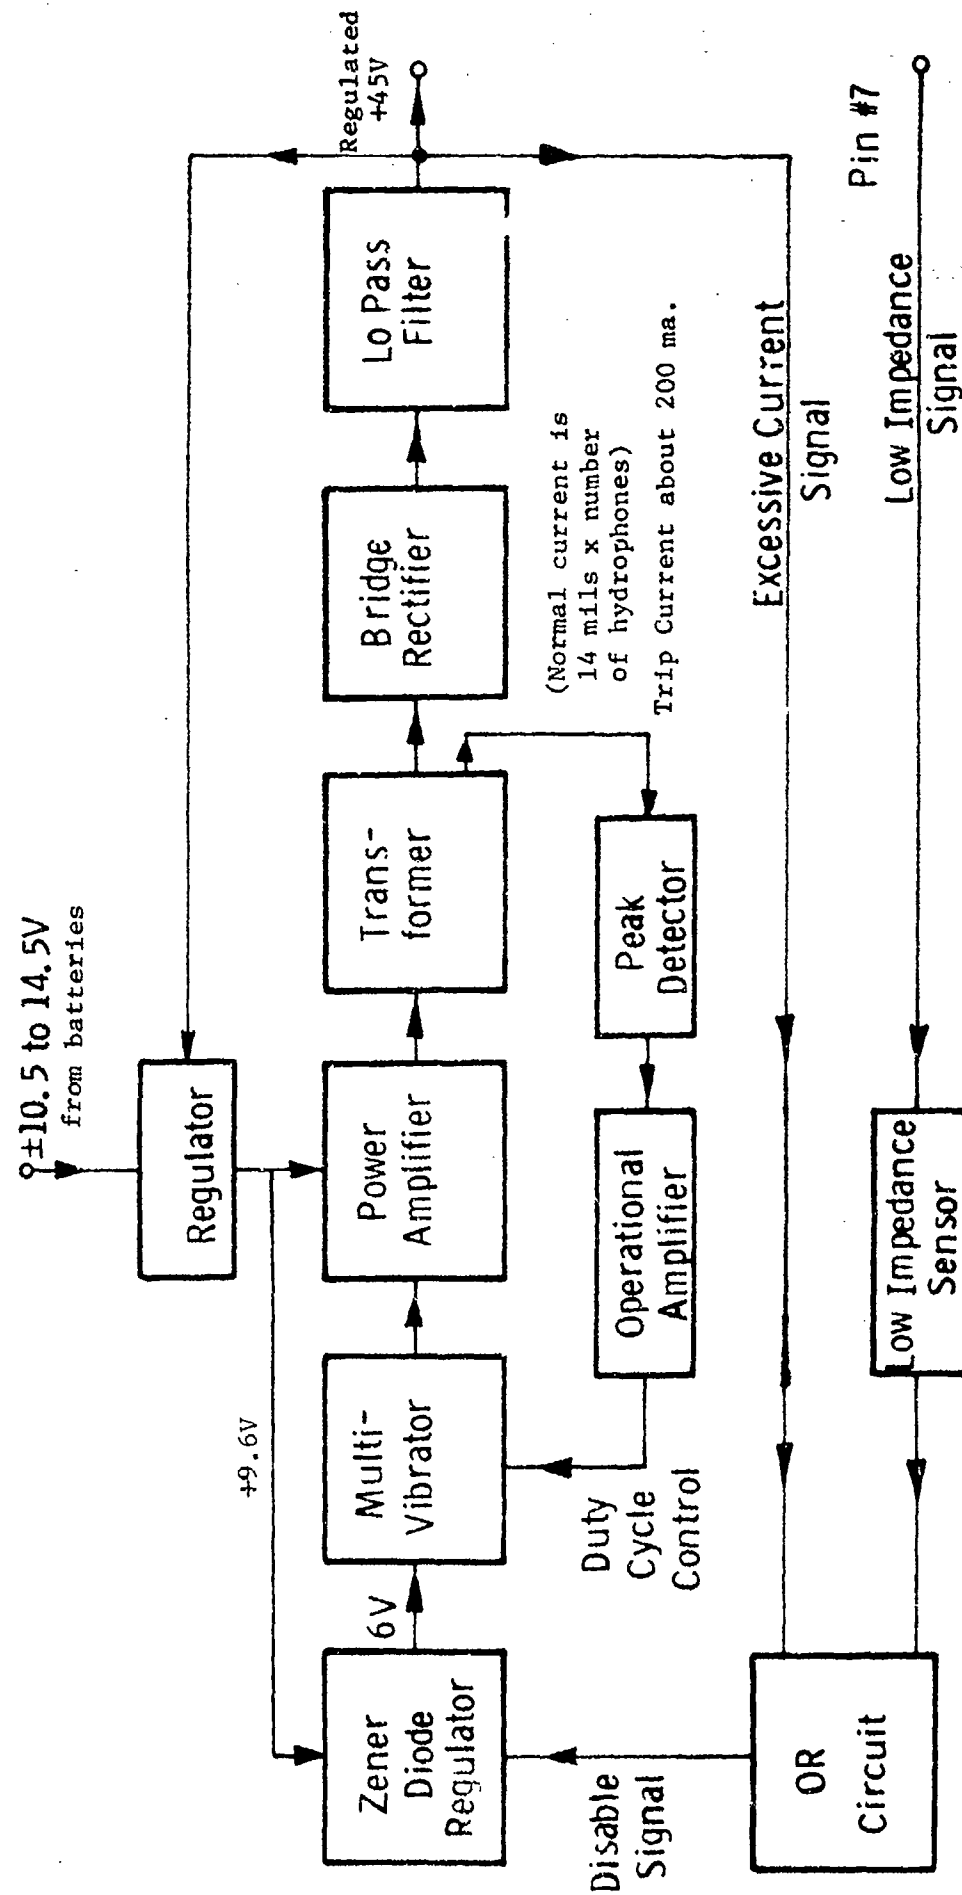 ±10.5 to 14.5V
from batteries
Regulator
+9.6V
Regulated
+45V
Zener
Diode
Regulator
6V
Multi-
Vibrator
Power
Amplifier
Trans-
former
Bridge
Rectifier
Lo Pass
Filter
Duty
Cycle
Control
Operational
Amplifier
Peak
Detector
(Normal current is
14 mils x number
of hydrophones)
Trip Current about 200 ma.
Disable
Signal
Excessive Current
Signal
OR
Circuit
Low Impedance
Sensor
Low Impedance
Signal
Pin #7